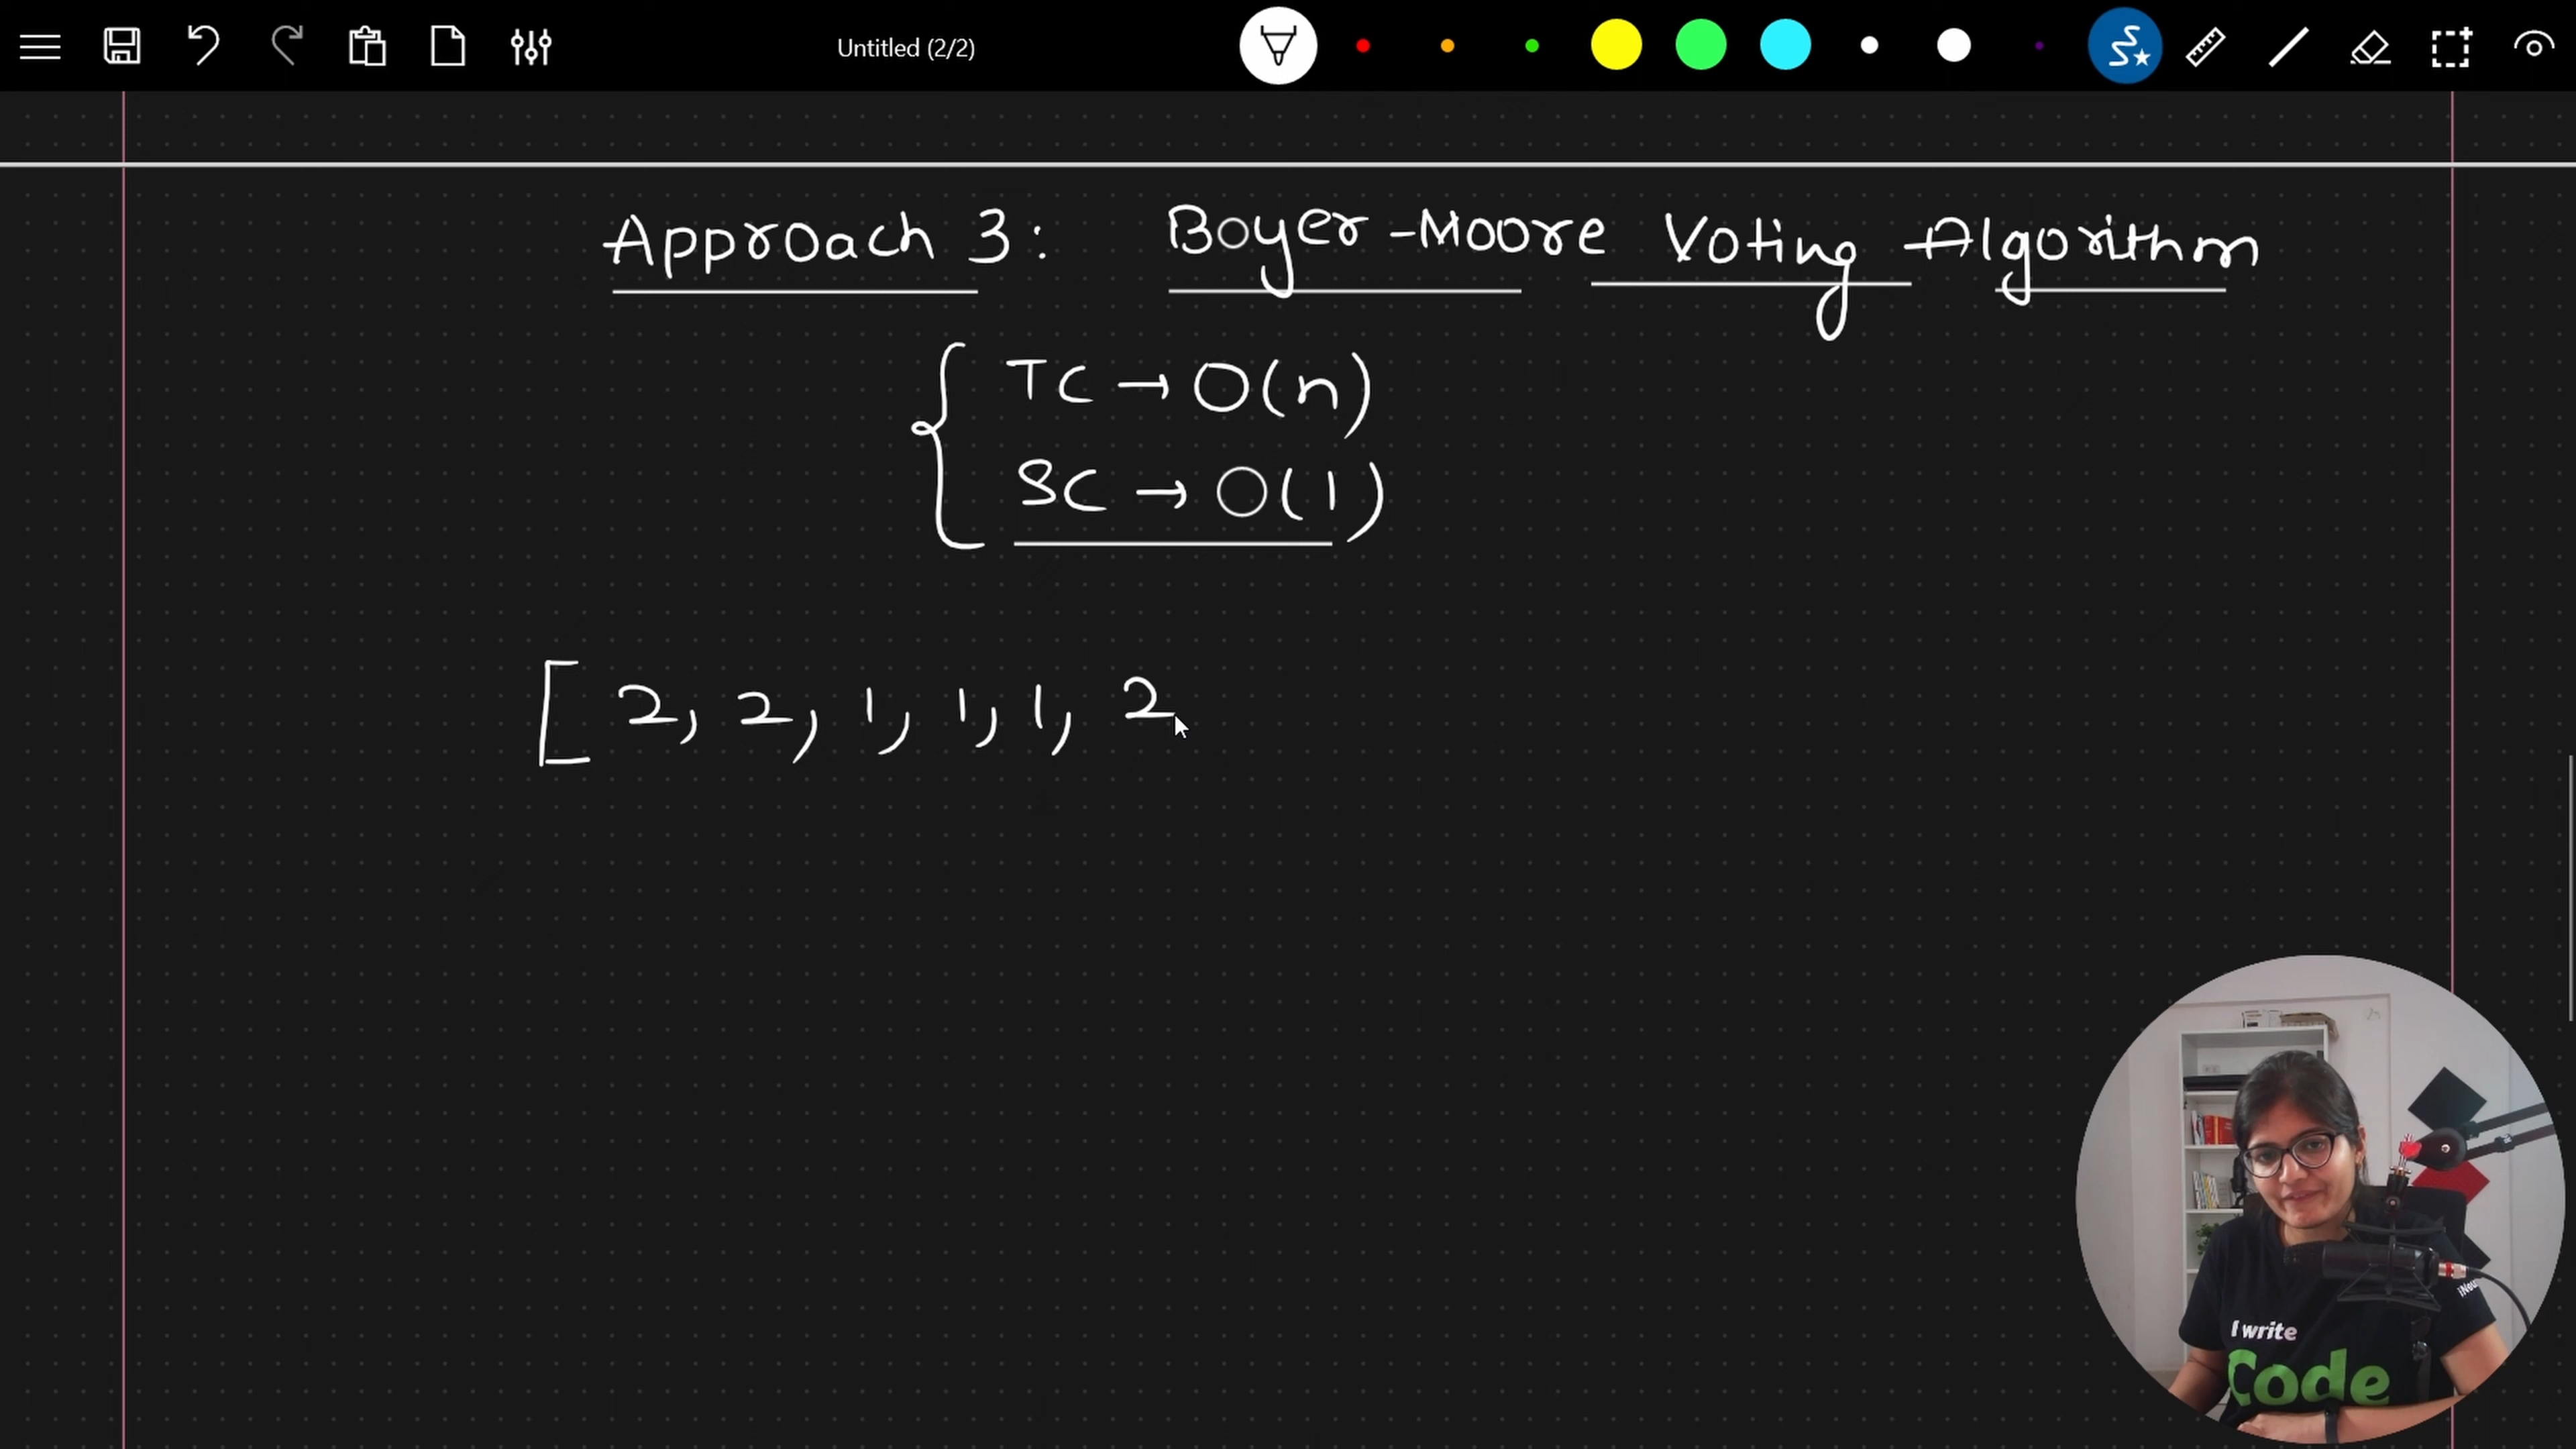 Untitled (2/2)
Approach 3: Boyer-Moore Voting Algorithm
TC → O(n)
SC → O(1)
[ 2, 2, 1, 1, 1, 2
I write
Code